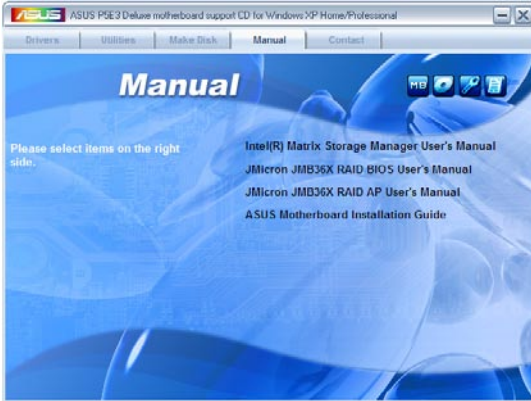 ASUS P5E3 Deluxe motherboard support CD for Windows XP Home/Professional
Drivers
Utilities
Make Disk
Manual
Contact
Manual
MB
Please select items on the right
side.
Intel(R) Matrix Storage Manager User's Manual
JMicron JMB36X RAID BIOS User's Manual
JMicron JMB36X RAID AP User's Manual
ASUS Motherboard Installation Guide